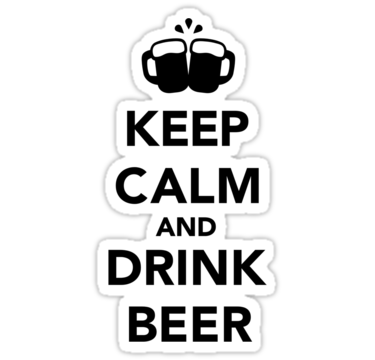 KEEP
CALM
AND
DRINK
BEER